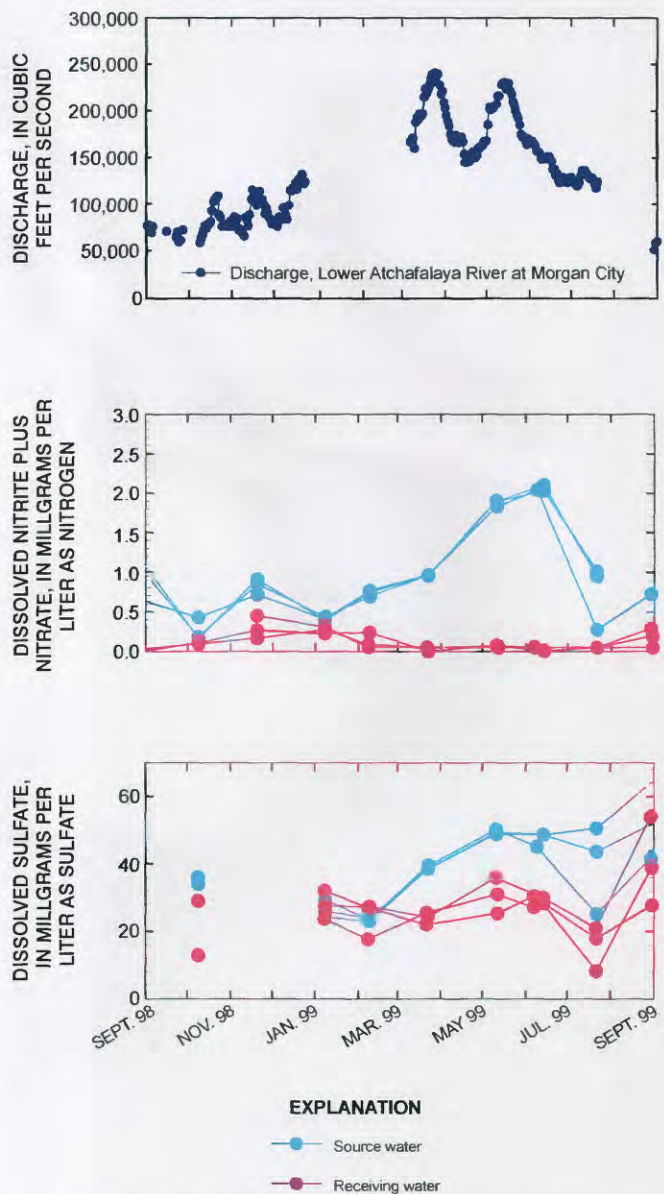 DISCHARGE, IN CUBIC
FEET PER SECOND
300,000
250,000
200,000
150,000
100,000
50,000
0
Discharge, Lower Atchafalaya River at Morgan City
DISSOLVED NITRITE PLUS
NITRATE, IN MILLGRAMS PER
LITER AS NITROGEN
3.0
2.5
2.0
1.5
1.0
0.5
0.0
DISSOLVED SULFATE,
IN MILLGRAMS PER
LITER AS SULFATE
60
40
20
0
SEPT. 98
NOV. 98
JAN. 99
MAR. 99
MAY 99
JUL. 99
SEPT. 99
EXPLANATION
Source water
Receiving water